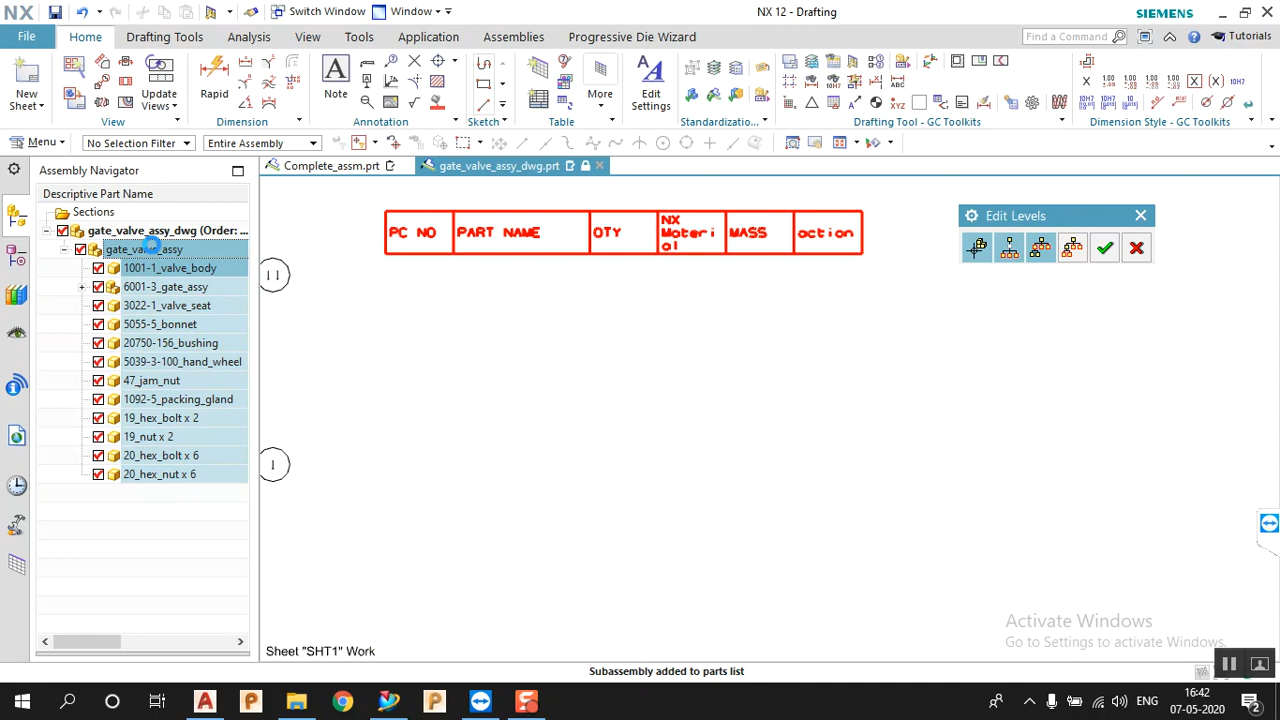 NX
Switch Window
Window
NX 12 - Drafting
SIEMENS
File
Home
Drafting Tools
Analysis
View
Tools
Application
Assemblies
Progressive Die Wizard
Find a Command
Tutorials
New
Sheet
Update
Views
Rapid
Note
More
Edit
Settings
View
Dimension
Annotation
Sketch
Table
Standardizatio...
Drafting Tool - GC Toolkits
Dimension Style - GC Toolkits
Menu
No Selection Filter
Entire Assembly
Assembly Navigator
Complete_assm.prt
gate_valve_assy_dwg.prt
Descriptive Part Name
Sections
gate_valve_assy_dwg (Order: ...
gate_valve_assy
1001-1_valve_body
6001-3_gate_assy
3022-1_valve_seat
5055-5_bonnet
20750-156_bushing
5039-3-100_hand_wheel
47_jam_nut
1092-5_packing_gland
19_hex_bolt x 2
19_nut x 2
20_hex_bolt x 6
20_hex_nut x 6
PC NO
PART NAME
QTY
NX
Materi
al
MASS
action
Edit Levels
11
1
Activate Windows
Go to Settings to activate Windows.
Sheet "SHT1" Work
Subassembly added to parts list
ENG
16:42
07-05-2020
2